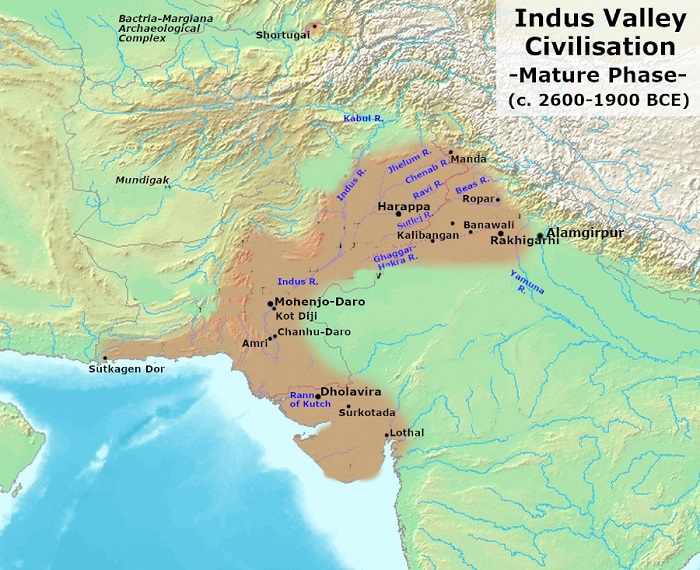 Indus Valley
Civilisation
-Mature Phase-
(c. 2600-1900 BCE)
Bactria-Margiana
Archaeological
Complex
Shortugai
Kabul R.
Mundigak
Indus R.
Jhelum R.
Manda
Chenab R.
Ravi R.
Beas R.
Ropar
Harappa
Sutlej R.
Banawali
Kalibangan
Rakhigarhi
Alamgirpur
Ghaggar-
Hakra R.
Yamuna
R.
Indus R.
Mohenjo-Daro
Kot Diji
Chanhu-Daro
Amri
Sutkagen Dor
Dholavira
Rann
of Kutch
Surkotada
Lothal